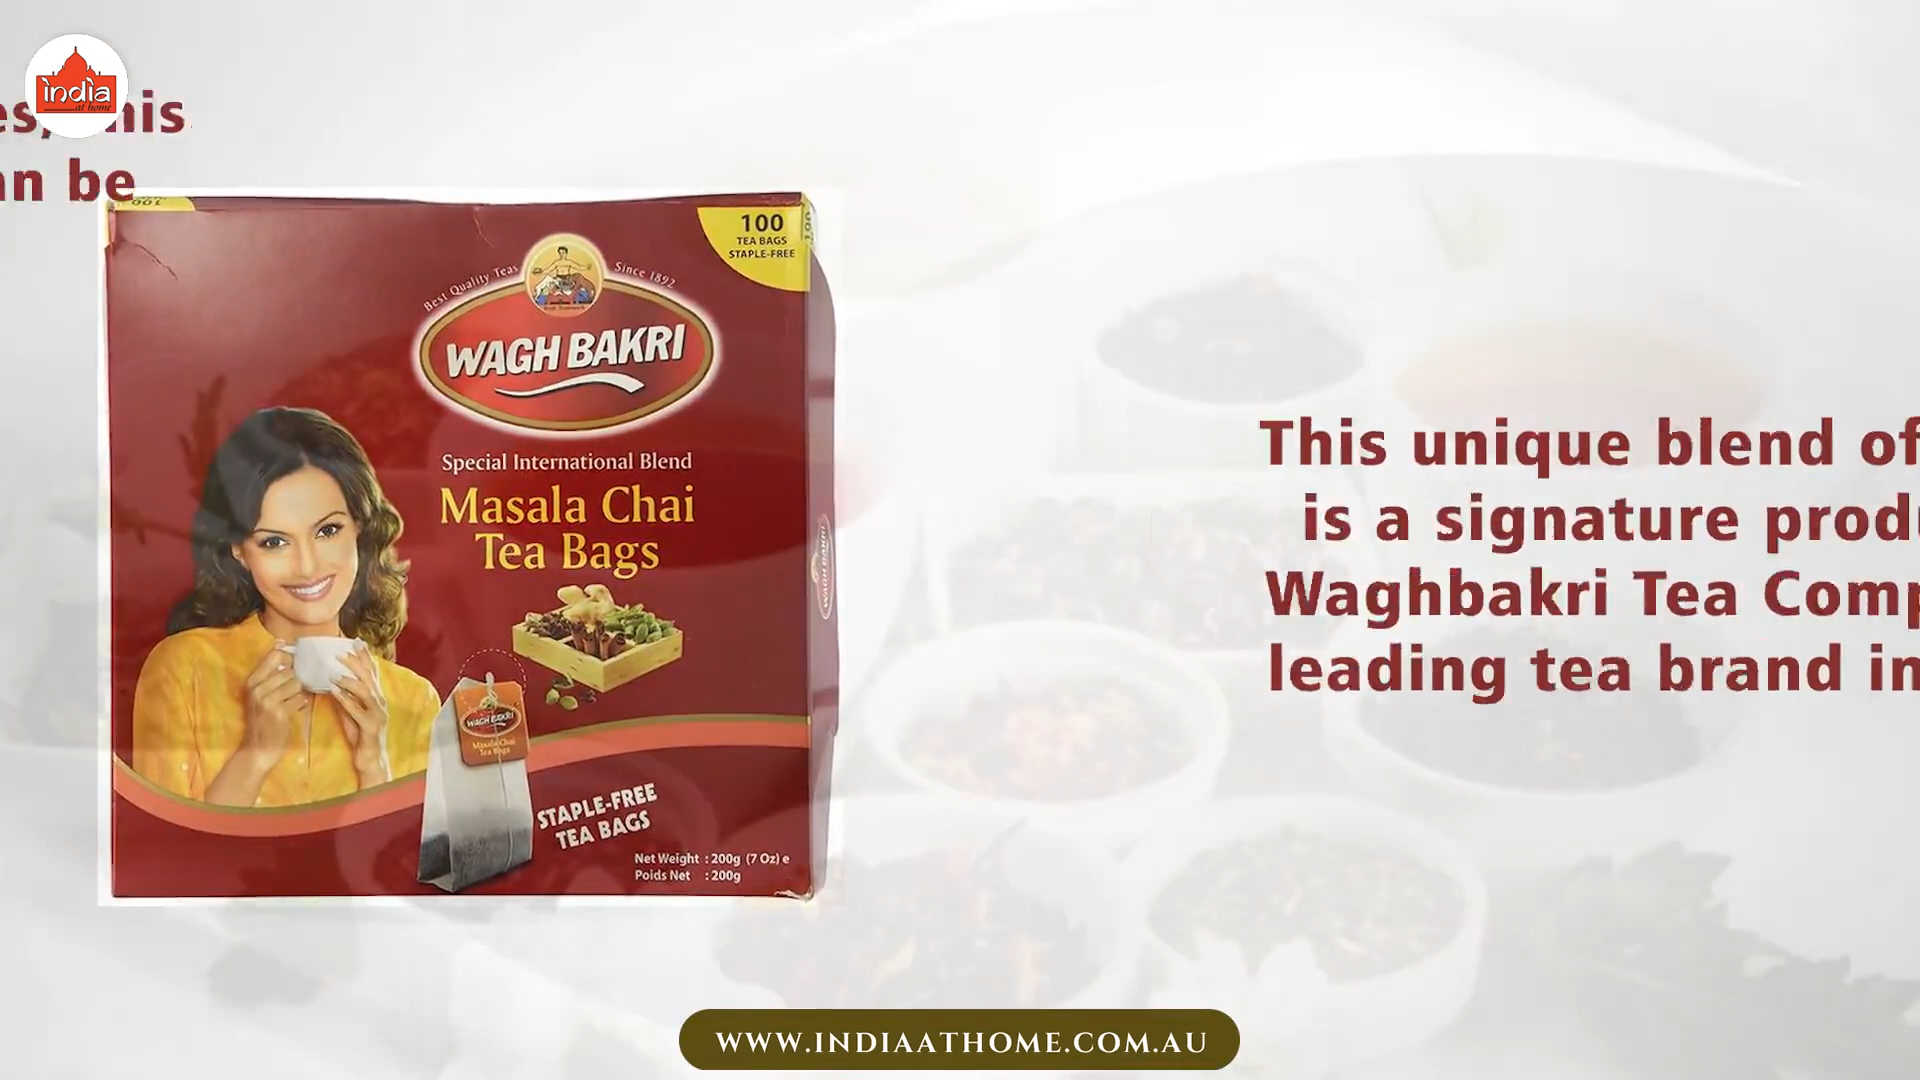 india
at home
his
an be
100
TEA BAGS
STAPLE-FREE
Best Quality Teas
Since 1892
WAGH BAKRI
Special International Blend
Masala Chai
Tea Bags
WAGH BAKRI
WAGH BAKRI
Masala Chai
Tea Bags
STAPLE-FREE
TEA BAGS
Net Weight : 200g (7 Oz) e
Poids Net : 200g
This unique blend of
is a signature prod
Waghbakri Tea Comp
leading tea brand in
WWW.INDIAATHOME.COM.AU